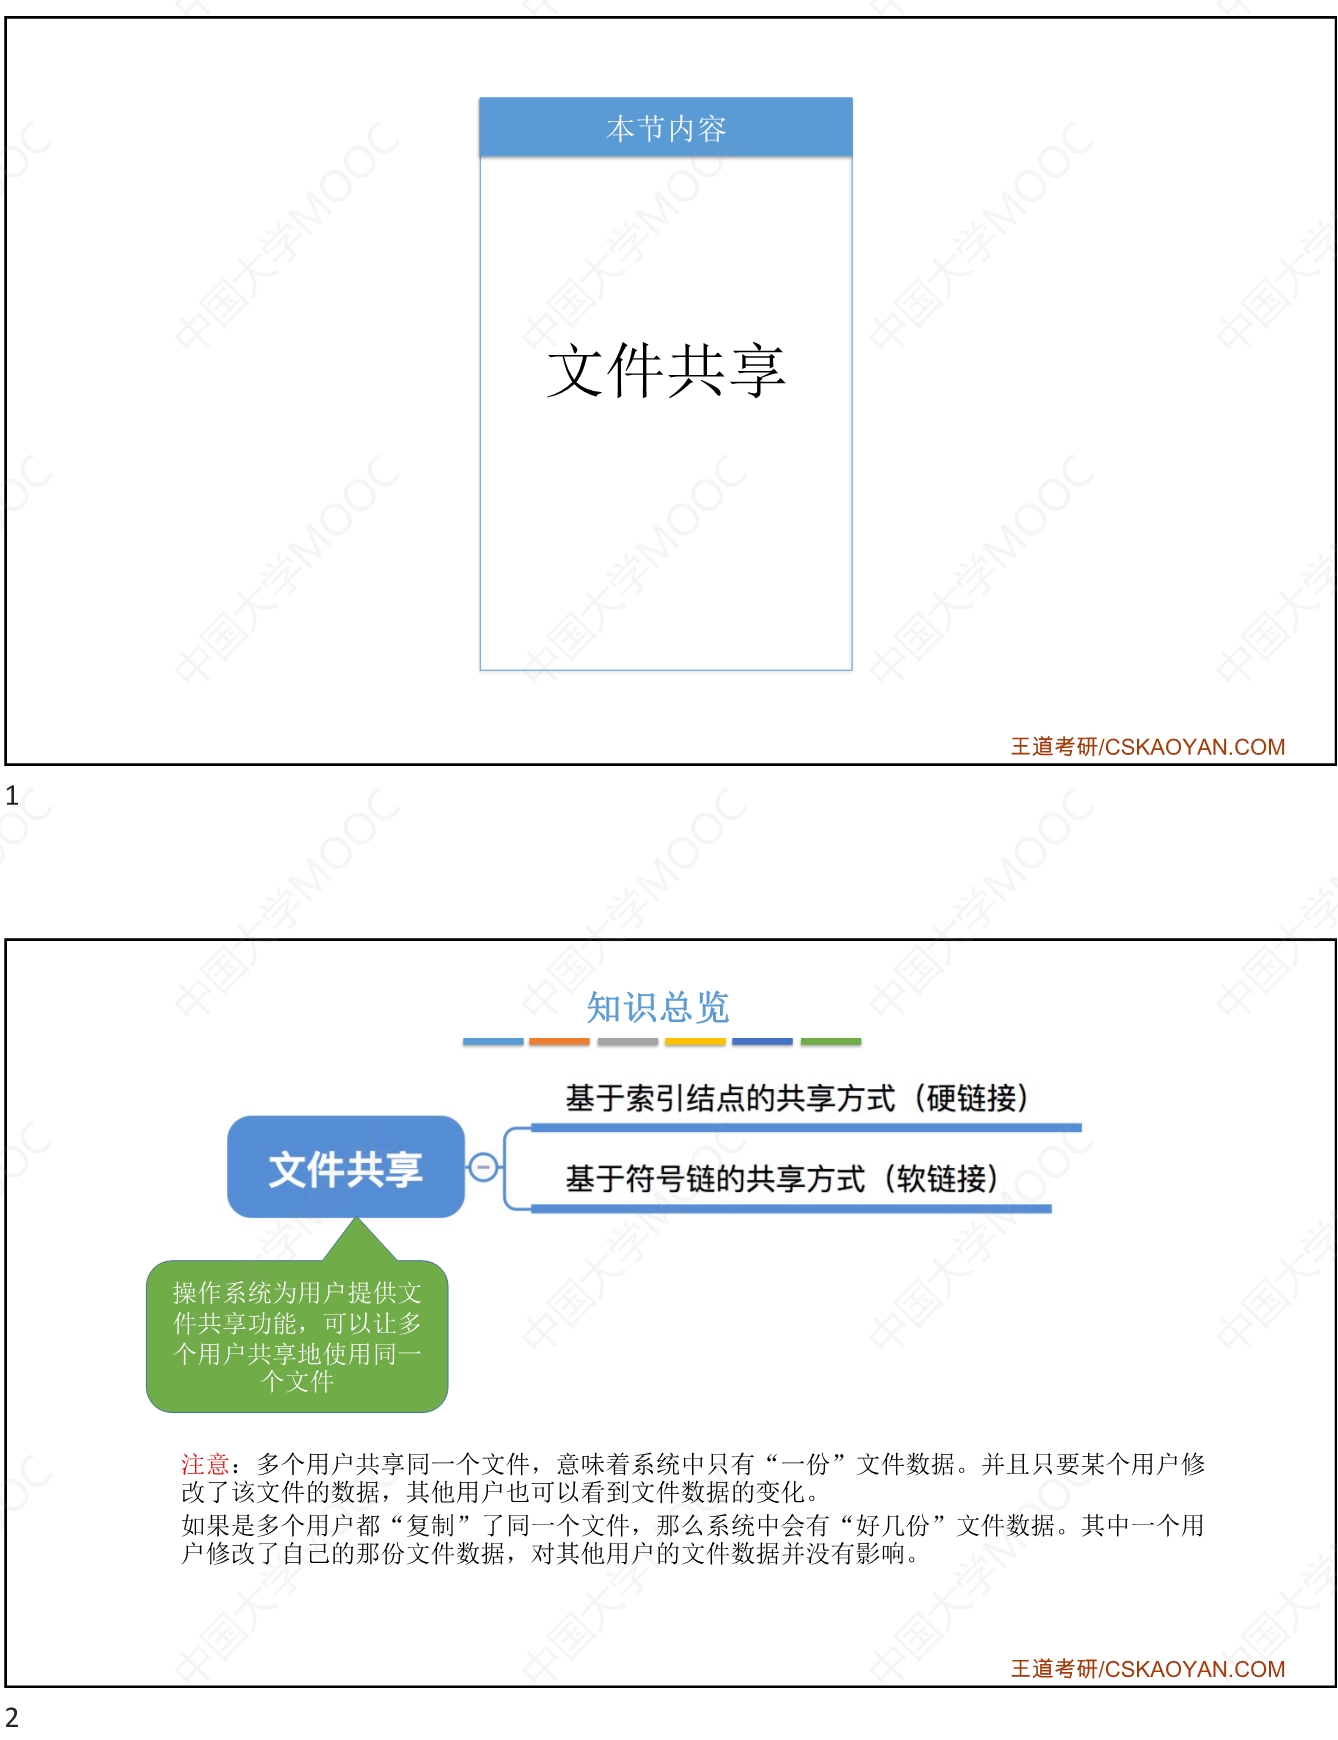 本节内容
文件共享
王道考研/CSKAOYAN.COM
1
知识总览
基于索引结点的共享方式（硬链接）
文件共享
基于符号链的共享方式（软链接）
操作系统为用户提供文
件共享功能，可以让多
个用户共享地使用同一
个文件
注意：多个用户共享同一个文件，意味着系统中只有“一份”文件数据。并且只要某个用户修
改了该文件的数据，其他用户也可以看到文件数据的变化。
如果是多个用户都“复制”了同一个文件，那么系统中会有“好几份”文件数据。其中一个用
户修改了自己的那份文件数据，对其他用户的文件数据并没有影响。
王道考研/CSKAOYAN.COM
2
中国大学MOOC